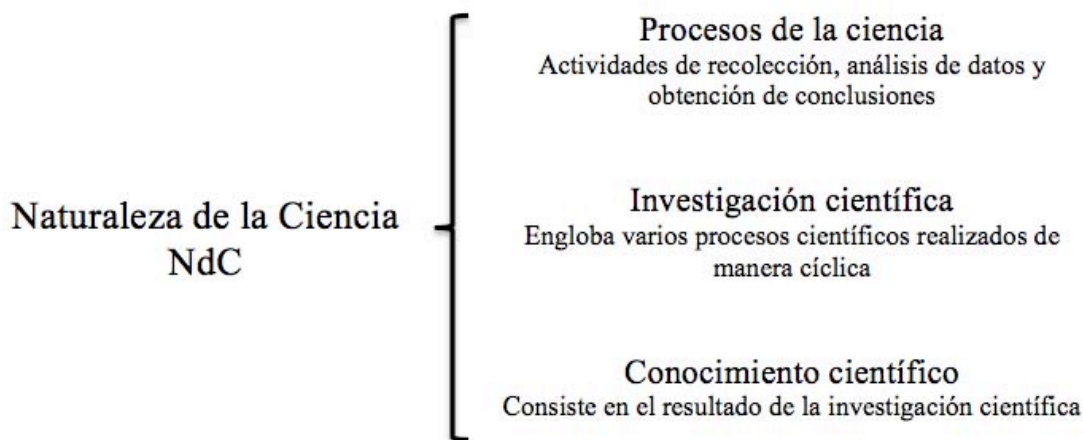 Procesos de la ciencia
Actividades de recolección, análisis de datos y
obtención de conclusiones
Naturaleza de la Ciencia
NdC
Investigación científica
Engloba varios procesos científicos realizados de
manera cíclica
Conocimiento científico
Consiste en el resultado de la investigación científica